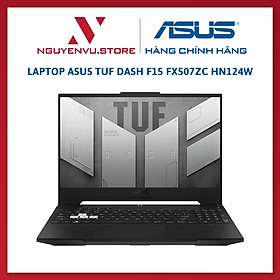 NGUYENVU.STORE
ASUS
HÀNG CHÍNH HÃNG
LAPTOP ASUS TUF DASH F15 FX507ZC HN124W
TUF